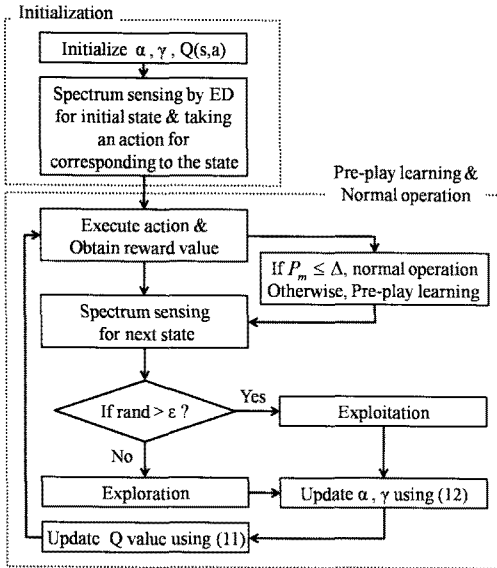 Initialization
Initialize α , γ , Q(s,a)
Spectrum sensing by ED
for initial state & taking
an action for
corresponding to the state
Pre-play learning &
Normal operation
Execute action &
Obtain reward value
If Pm ≤ Δ, normal operation
Otherwise, Pre-play learning
Spectrum sensing
for next state
If rand > ε ?
Yes
Exploitation
No
Exploration
Update α , γ using (12)
Update Q value using (11)